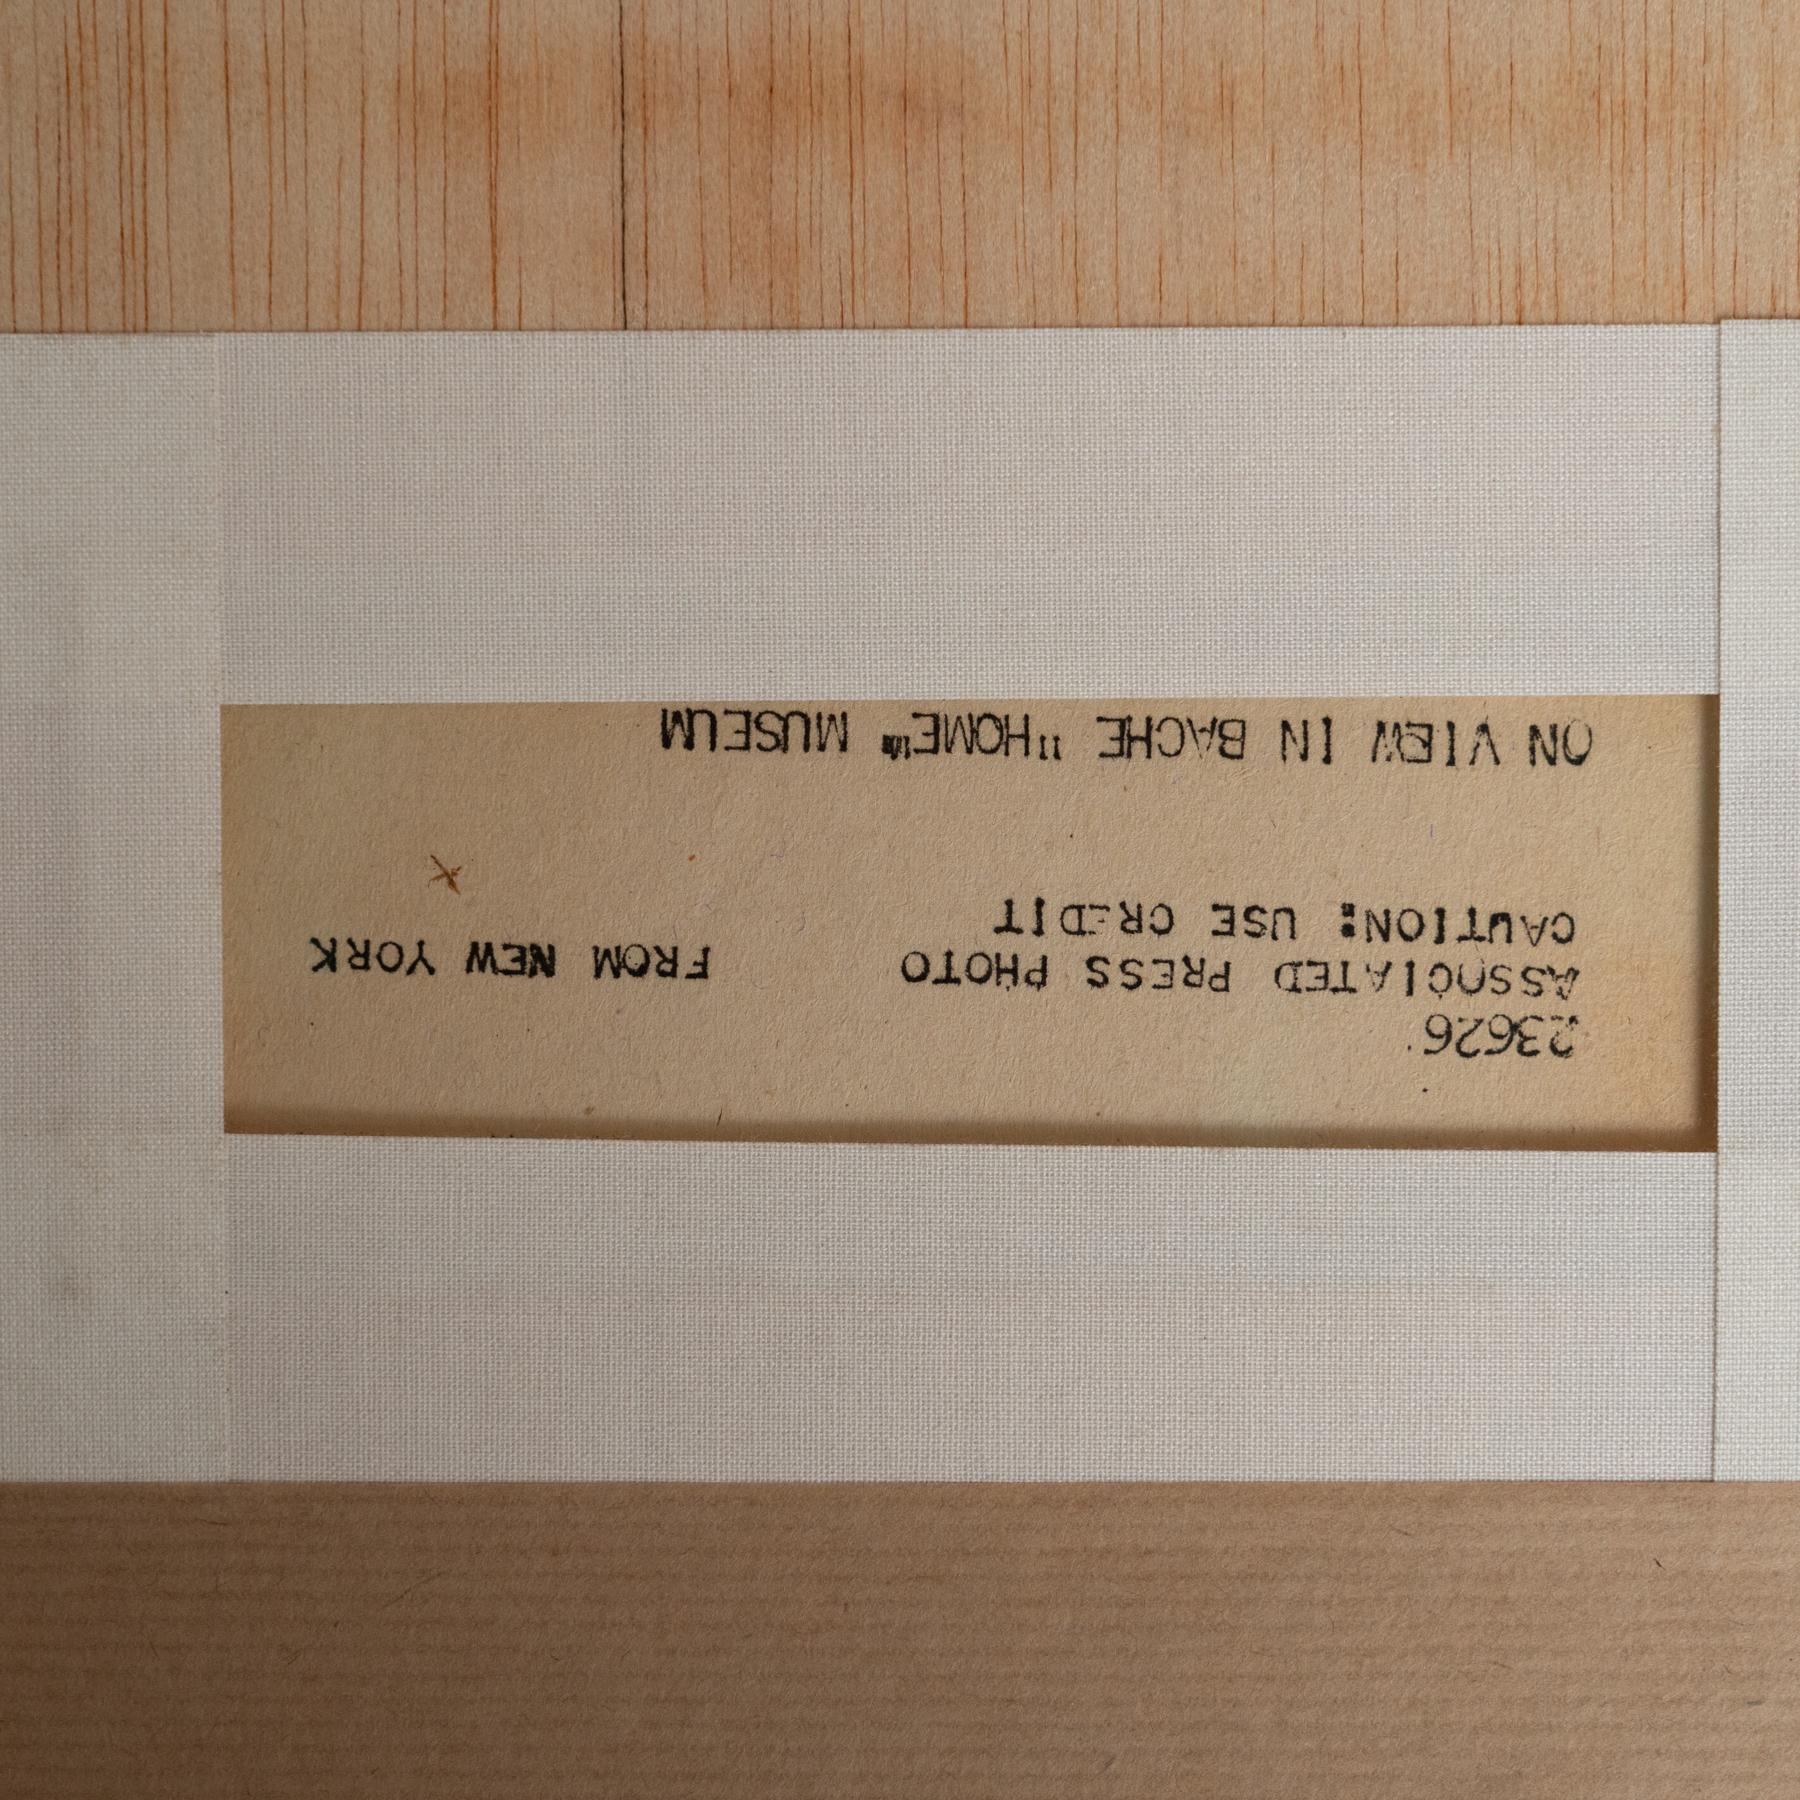 23626
ASSOCIATED PRESS PHOTO FROM NEW YORK
CAUTION: USE CREDIT
ON VIEW IN BACHE "HOME" MUSEUM